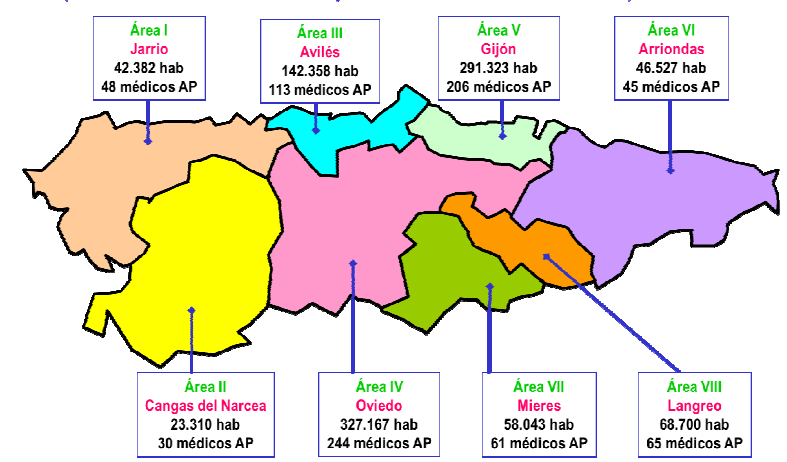 Área I
Jarrio
42.382 hab
48 médicos AP
Área III
Avilés
142.358 hab
113 médicos AP
Área V
Gijón
291.323 hab
206 médicos AP
Área VI
Arriondas
46.527 hab
45 médicos AP
Área II
Cangas del Narcea
23.310 hab
30 médicos AP
Área IV
Oviedo
327.167 hab
244 médicos AP
Área VII
Mieres
58.043 hab
61 médicos AP
Área VIII
Langreo
68.700 hab
65 médicos AP